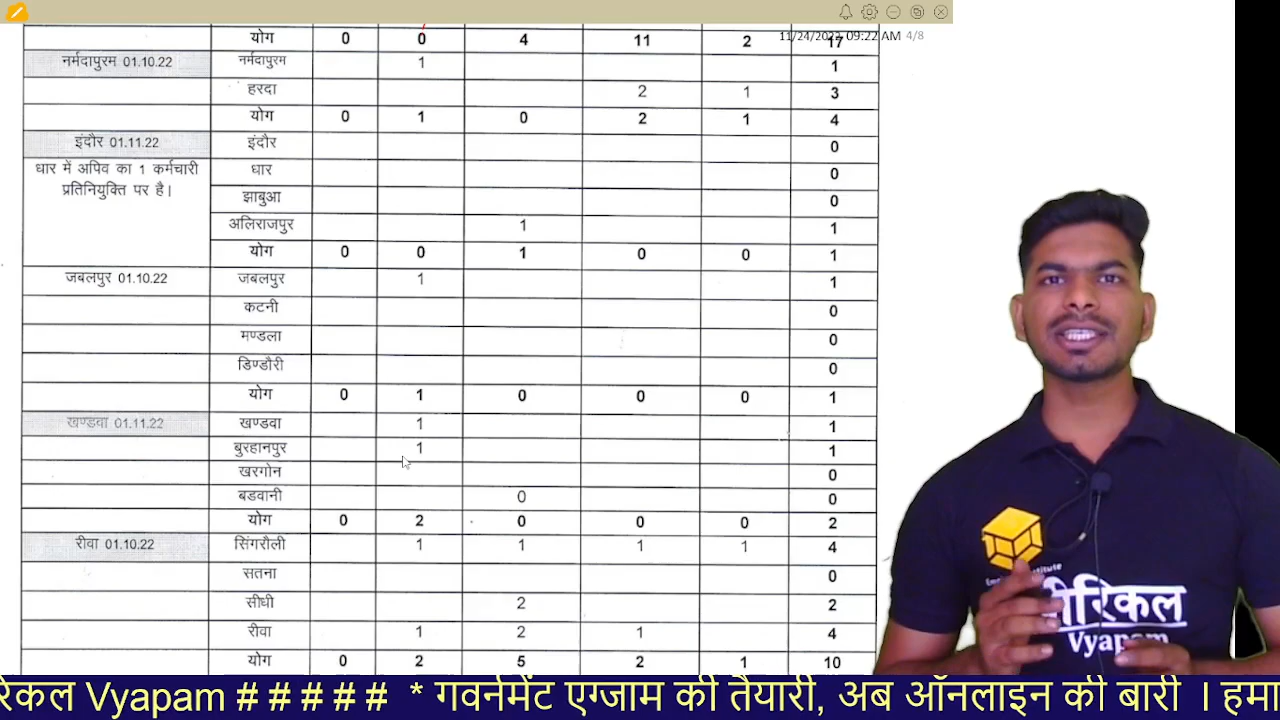 11/24/2022, 09:22 AM 4/8
योग 0 0 4 11 2 17
नर्मदापुरम 01.10.22 नर्मदापुरम 1 1
हरदा 2 1 3
योग 0 1 0 2 1 4
इंदौर 01.11.22 इंदौर 0
धार में अपिव का 1 कर्मचारी धार 0
प्रतिनियुक्ति पर है। झाबुआ 0
अलिराजपुर 1 1
योग 0 0 1 0 0 1
जबलपुर 01.10.22 जबलपुर 1 1
कटनी 0
मण्डला 0
डिण्डौरी 0
योग 0 1 0 0 0 1
खण्डवा 01.11.22 खण्डवा 1 1
बुरहानपुर 1 1
खरगोन 0
बडवानी 0 0
योग 0 2 0 0 0 2
रीवा 01.10.22 सिंगरौली 1 1 1 1 4
सतना 0
सीधी 2 2
रीवा 1 2 1 4
योग 0 2 5 2 1 10
Vyapam
रिकल Vyapam # # # # # * गवर्नमेंट एग्जाम की तैयारी, अब ऑनलाइन की बारी । हमा